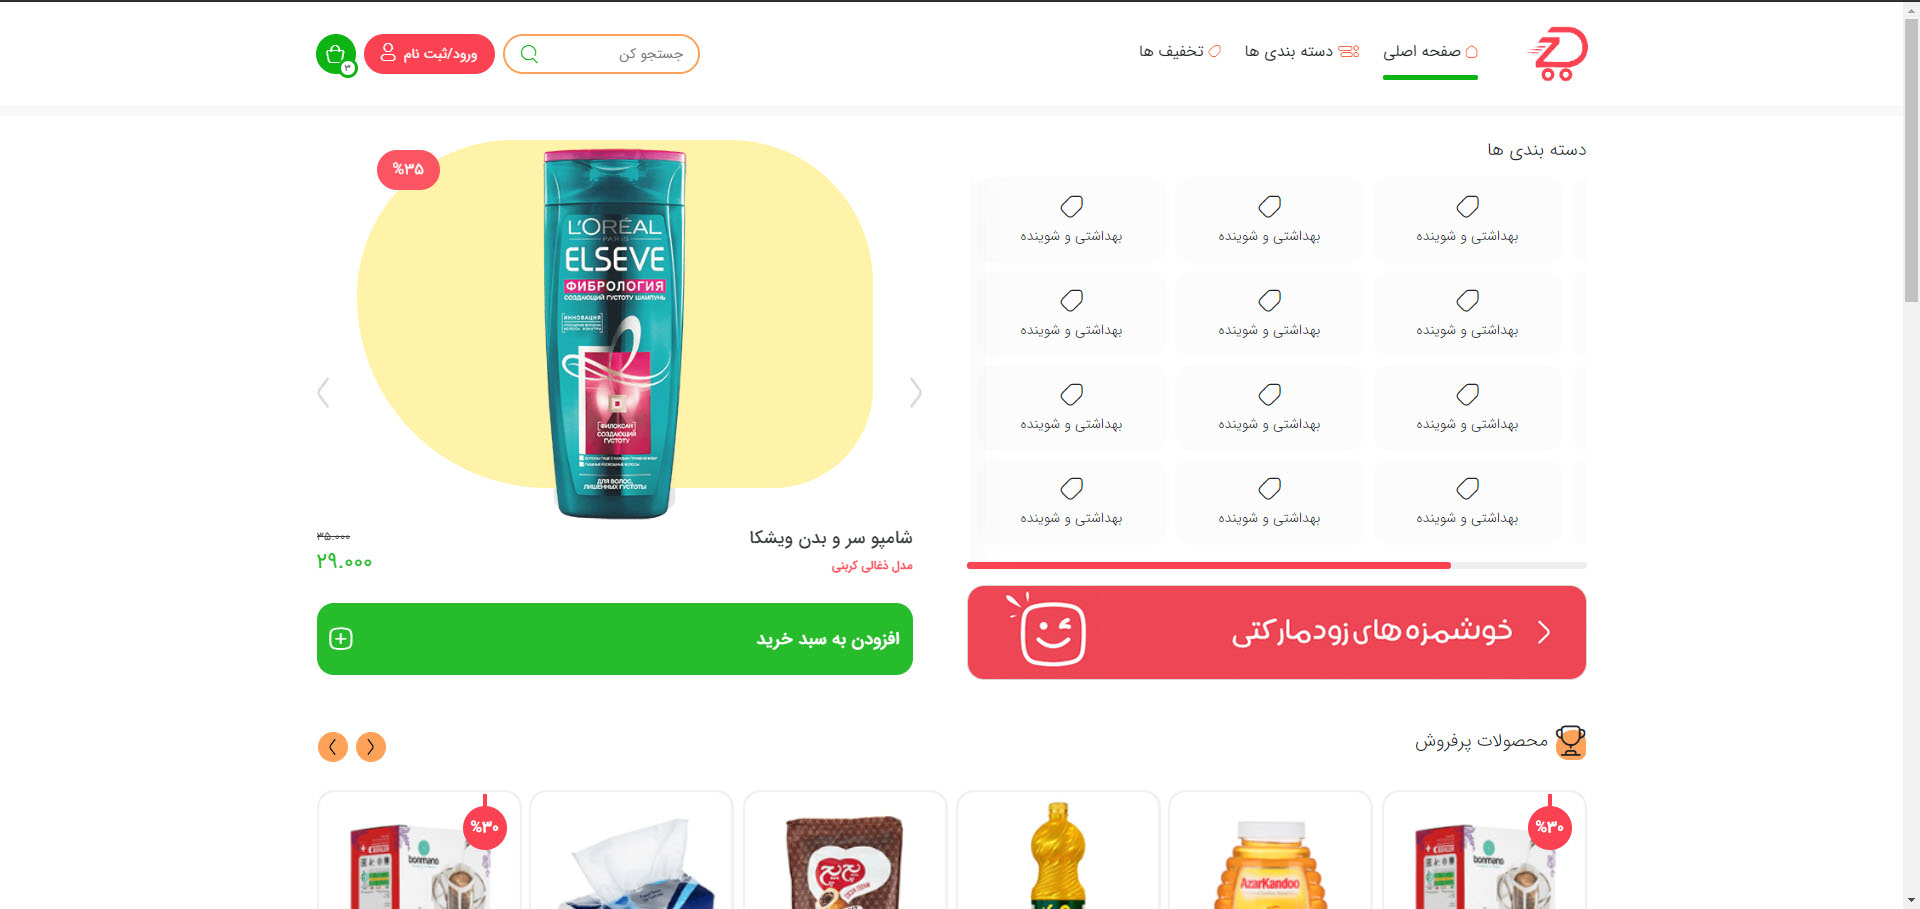 صفحه اصلی
دسته بندی ها
تخفیف ها
جستجو کن
ورود/ثبت نام
۳
دسته بندی ها
بهداشتی و شوینده
بهداشتی و شوینده
بهداشتی و شوینده
بهداشتی و شوینده
بهداشتی و شوینده
بهداشتی و شوینده
بهداشتی و شوینده
بهداشتی و شوینده
بهداشتی و شوینده
بهداشتی و شوینده
بهداشتی و شوینده
بهداشتی و شوینده
خوشمزه های زودمارکتی
%۳۵
L'ORÉAL
PARIS
ELSEVE
ФИБРОЛОГИЯ
СОЗДАЮЩИЙ ГУСТОТУ ШАМПУНЬ
ИННОВАЦИЯ
ФИЛОКСАН
СОЗДАЮЩИЙ
ГУСТОТУ
ДЛЯ ВОЛОС,
ЛИШЕННЫХ ГУСТОТЫ
شامپو سر و بدن ویشکا
مدل ذغالی کربنی
۳۵.۰۰۰
۲۹.۰۰۰
افزودن به سبد خرید
محصولات پرفروش
%۳۰
bonmano
AzarKandoo
پچ پچ
%۳۰
bonmano